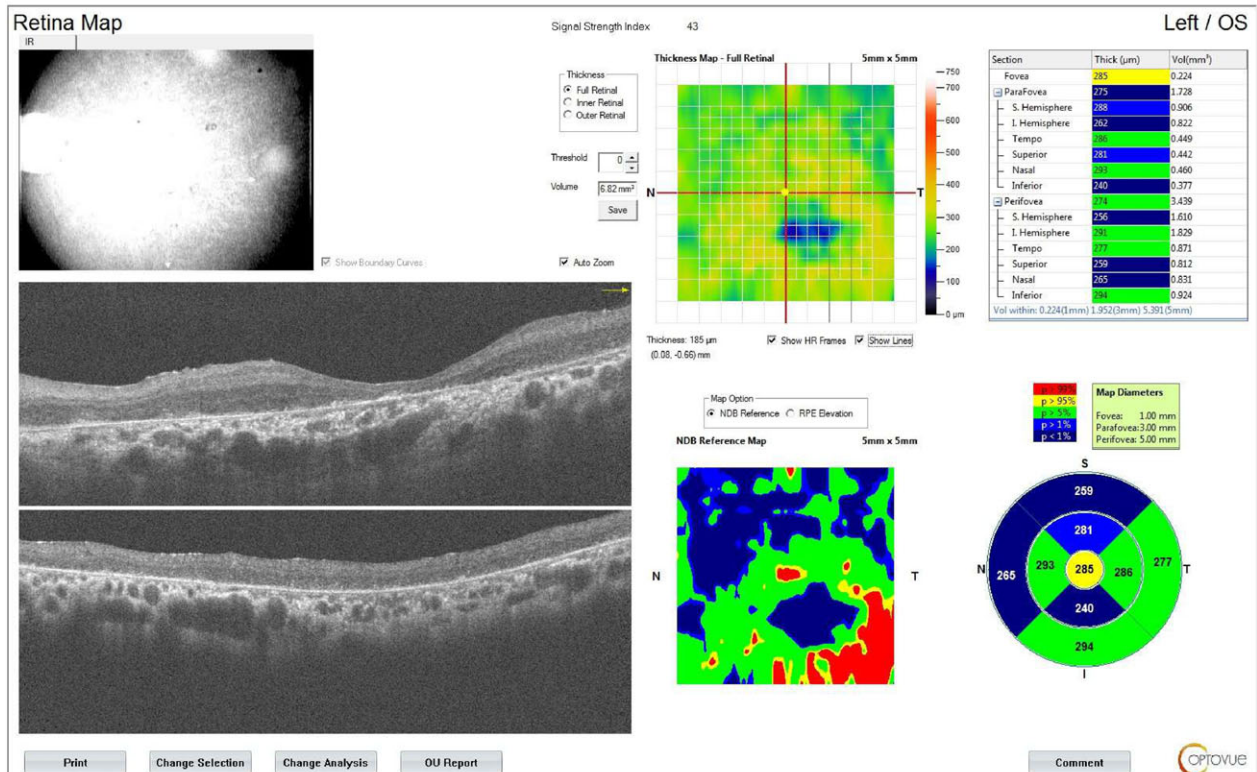 Retina Map
Signal Strength Index 43
Left / OS
IR
Thickness
Full Retinal
Inner Retinal
Outer Retinal
Threshold 0
Volume 6.82 mm³
Save
Show Boundary Curves
Auto Zoom
Thickness Map - Full Retinal 5mm x 5mm
N
T
750
700
600
500
400
300
200
100
0 µm
Thickness: 185 µm
(0.08, -0.66) mm
Show HR Frames
Show Lines
Section Thick (µm) Vol(mm³)
Fovea 285 0.224
ParaFovea 275 1.728
S. Hemisphere 288 0.906
I. Hemisphere 262 0.822
Tempo 286 0.449
Superior 281 0.442
Nasal 293 0.460
Inferior 240 0.377
Perifovea 274 3.439
S. Hemisphere 256 1.610
I. Hemisphere 291 1.829
Tempo 277 0.871
Superior 259 0.812
Nasal 265 0.831
Inferior 294 0.924
Vol within: 0.224(1mm) 1.952(3mm) 5.391(5mm)
Map Option
NDB Reference
RPE Elevation
NDB Reference Map 5mm x 5mm
N
T
p > 99%
p > 95%
p > 5%
p > 1%
p < 1%
Map Diameters
Fovea: 1.00 mm
Parafovea:3.00 mm
Perifovea: 5.00 mm
S
259
281
N 265 293 285 286 277 T
240
294
I
Print
Change Selection
Change Analysis
OU Report
Comment
OPTOVUE